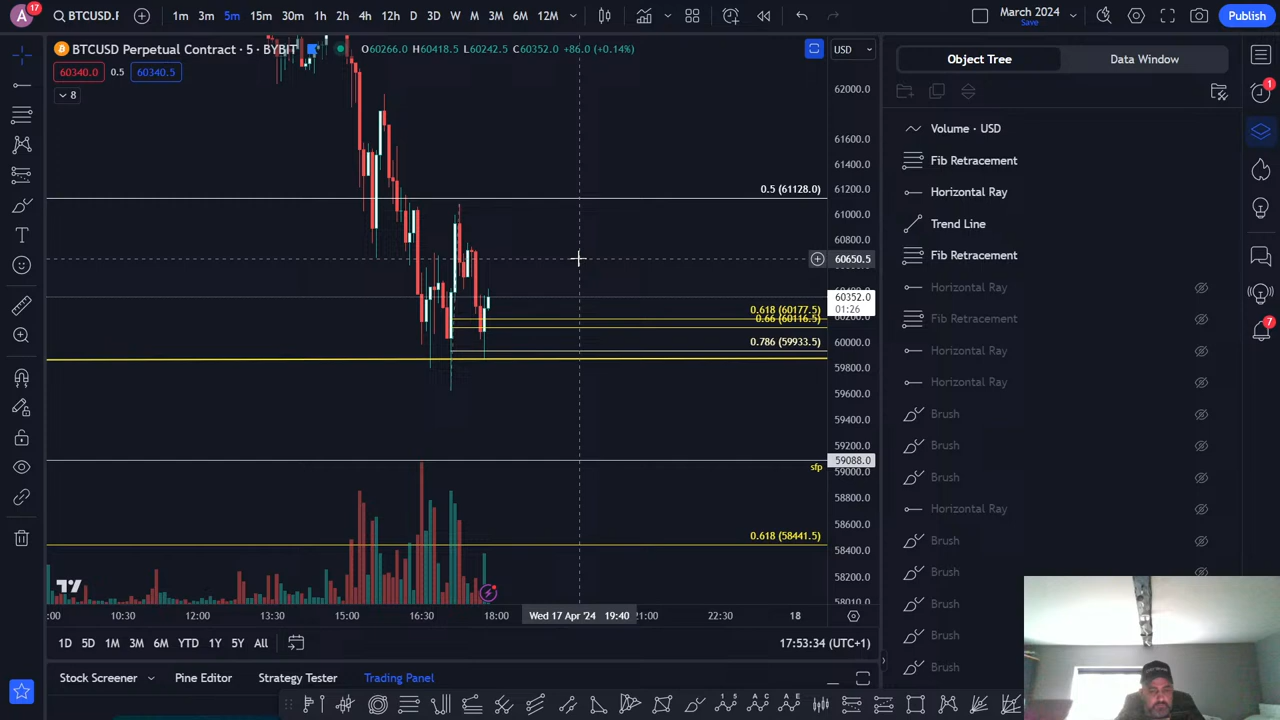 A 17 BTCUSD.F 1m 3m 5m 15m 30m 1h 2h 4h 12h D 3D W M 3M 6M 12M March 2024 Save Publish
BTCUSD Perpetual Contract · 5 · BYBIT O60266.0 H60418.5 L60242.5 C60352.0 +86.0 (+0.14%) USD
60340.0 0.5 60340.5
8
62000.0
61600.0
61400.0
61200.0
61000.0
60800.0
60650.5
60352.0
01:26
60000.0
59800.0
59600.0
59400.0
59200.0
59088.0
59000.0
58800.0
58600.0
58400.0
58200.0
58010.0
0.5 (61128.0)
0.618 (60177.5)
0.66 (60116.5)
0.786 (59933.5)
sfp
0.618 (58441.5)
:00 10:30 12:00 13:30 15:00 16:30 18:00 Wed 17 Apr '24 19:40 21:00 22:30 18
1D 5D 1M 3M 6M YTD 1Y 5Y All 17:53:34 (UTC+1)
Stock Screener Pine Editor Strategy Tester Trading Panel
Object Tree Data Window
Volume · USD
Fib Retracement
Horizontal Ray
Trend Line
Fib Retracement
Horizontal Ray
Fib Retracement
Horizontal Ray
Horizontal Ray
Brush
Brush
Brush
Horizontal Ray
Brush
Brush
Brush
Brush
Brush
1
7